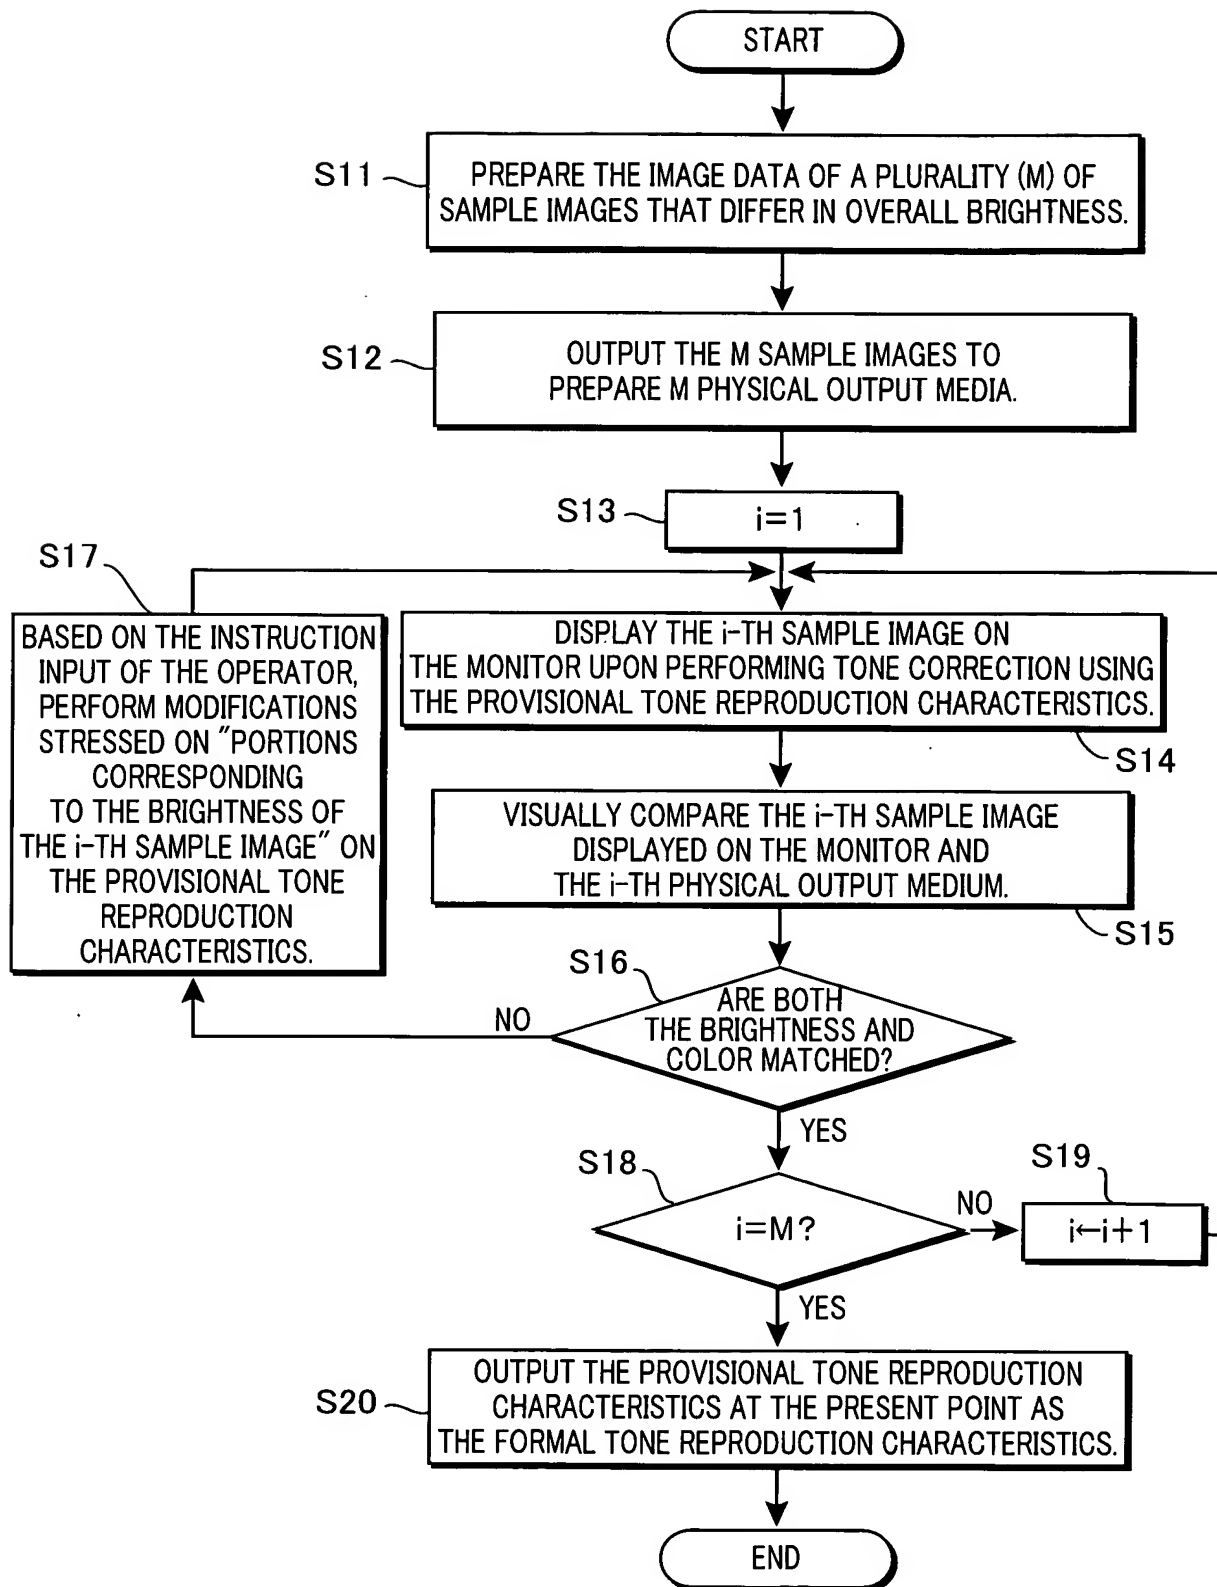 START
S11
PREPARE THE IMAGE DATA OF A PLURALITY (M) OF
SAMPLE IMAGES THAT DIFFER IN OVERALL BRIGHTNESS.
S12
OUTPUT THE M SAMPLE IMAGES TO
PREPARE M PHYSICAL OUTPUT MEDIA.
S13
i=1
S17
BASED ON THE INSTRUCTION
INPUT OF THE OPERATOR,
PERFORM MODIFICATIONS
STRESSED ON "PORTIONS
CORRESPONDING
TO THE BRIGHTNESS OF
THE i-TH SAMPLE IMAGE" ON
THE PROVISIONAL TONE
REPRODUCTION
CHARACTERISTICS.
DISPLAY THE i-TH SAMPLE IMAGE ON
THE MONITOR UPON PERFORMING TONE CORRECTION USING
THE PROVISIONAL TONE REPRODUCTION CHARACTERISTICS.
S14
VISUALLY COMPARE THE i-TH SAMPLE IMAGE
DISPLAYED ON THE MONITOR AND
THE i-TH PHYSICAL OUTPUT MEDIUM.
S15
S16
ARE BOTH
THE BRIGHTNESS AND
COLOR MATCHED?
NO
YES
S18
i=M?
NO
S19
i←i+1
YES
S20
OUTPUT THE PROVISIONAL TONE REPRODUCTION
CHARACTERISTICS AT THE PRESENT POINT AS
THE FORMAL TONE REPRODUCTION CHARACTERISTICS.
END